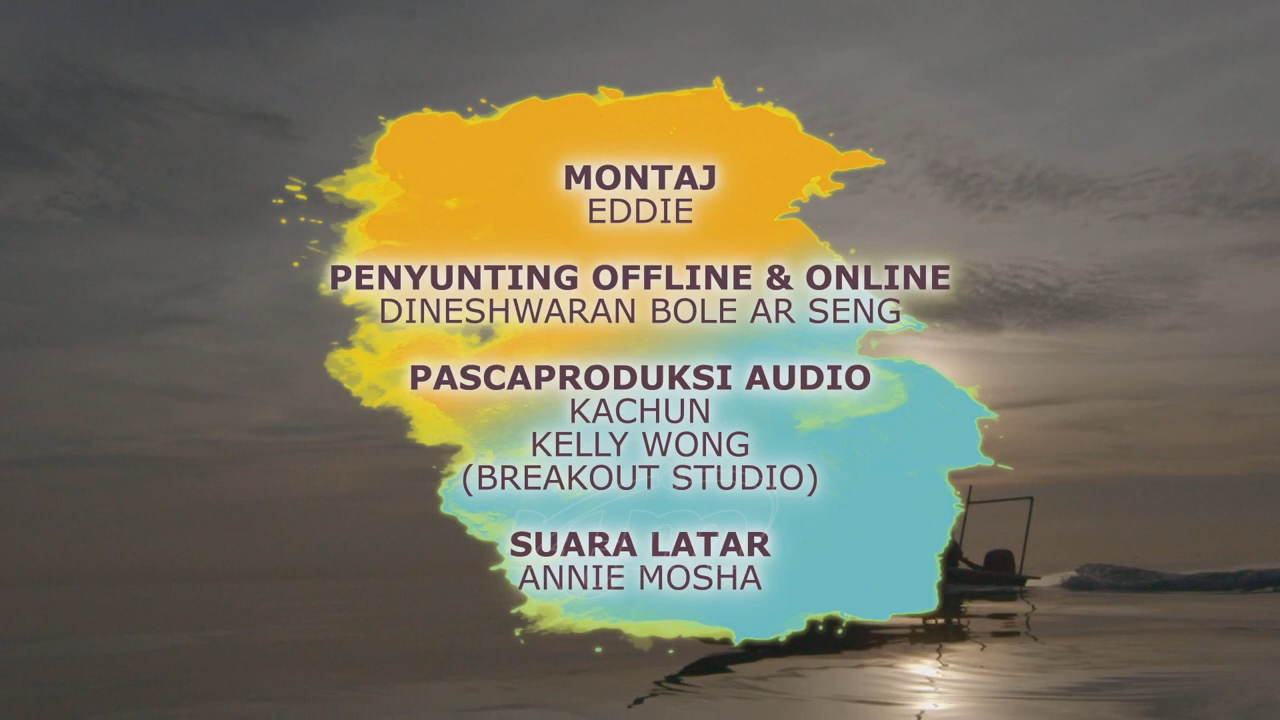 MONTAJ
EDDIE
PENYUNTING OFFLINE & ONLINE
DINESHWARAN BOLE AR SENG
PASCAPRODUKSI AUDIO
KACHUN
KELLY WONG
(BREAKOUT STUDIO)
SUARA LATAR
ANNIE MOSHA